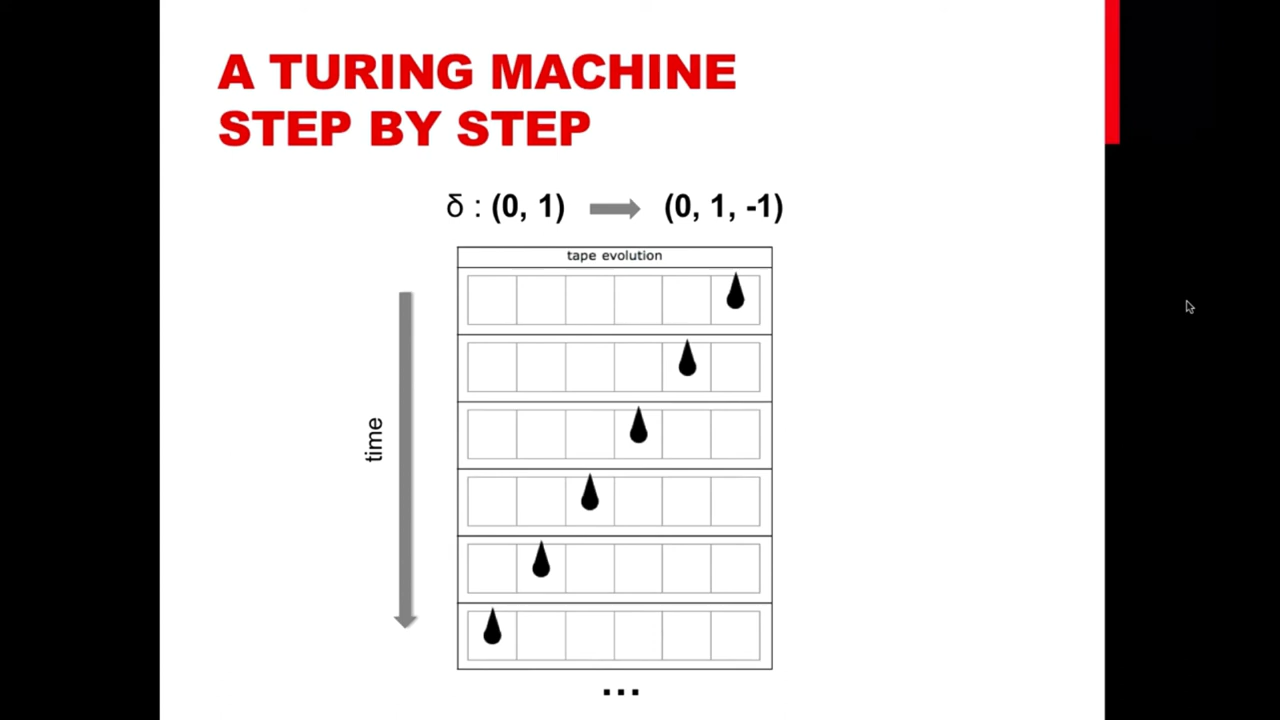 A TURING MACHINE
STEP BY STEP
δ : (0, 1) (0, 1, -1)
tape evolution
time
...